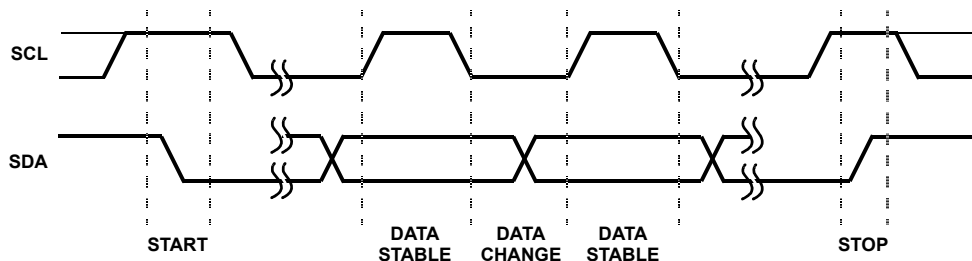 SCL
SDA
START
DATA STABLE
DATA CHANGE
DATA STABLE
STOP